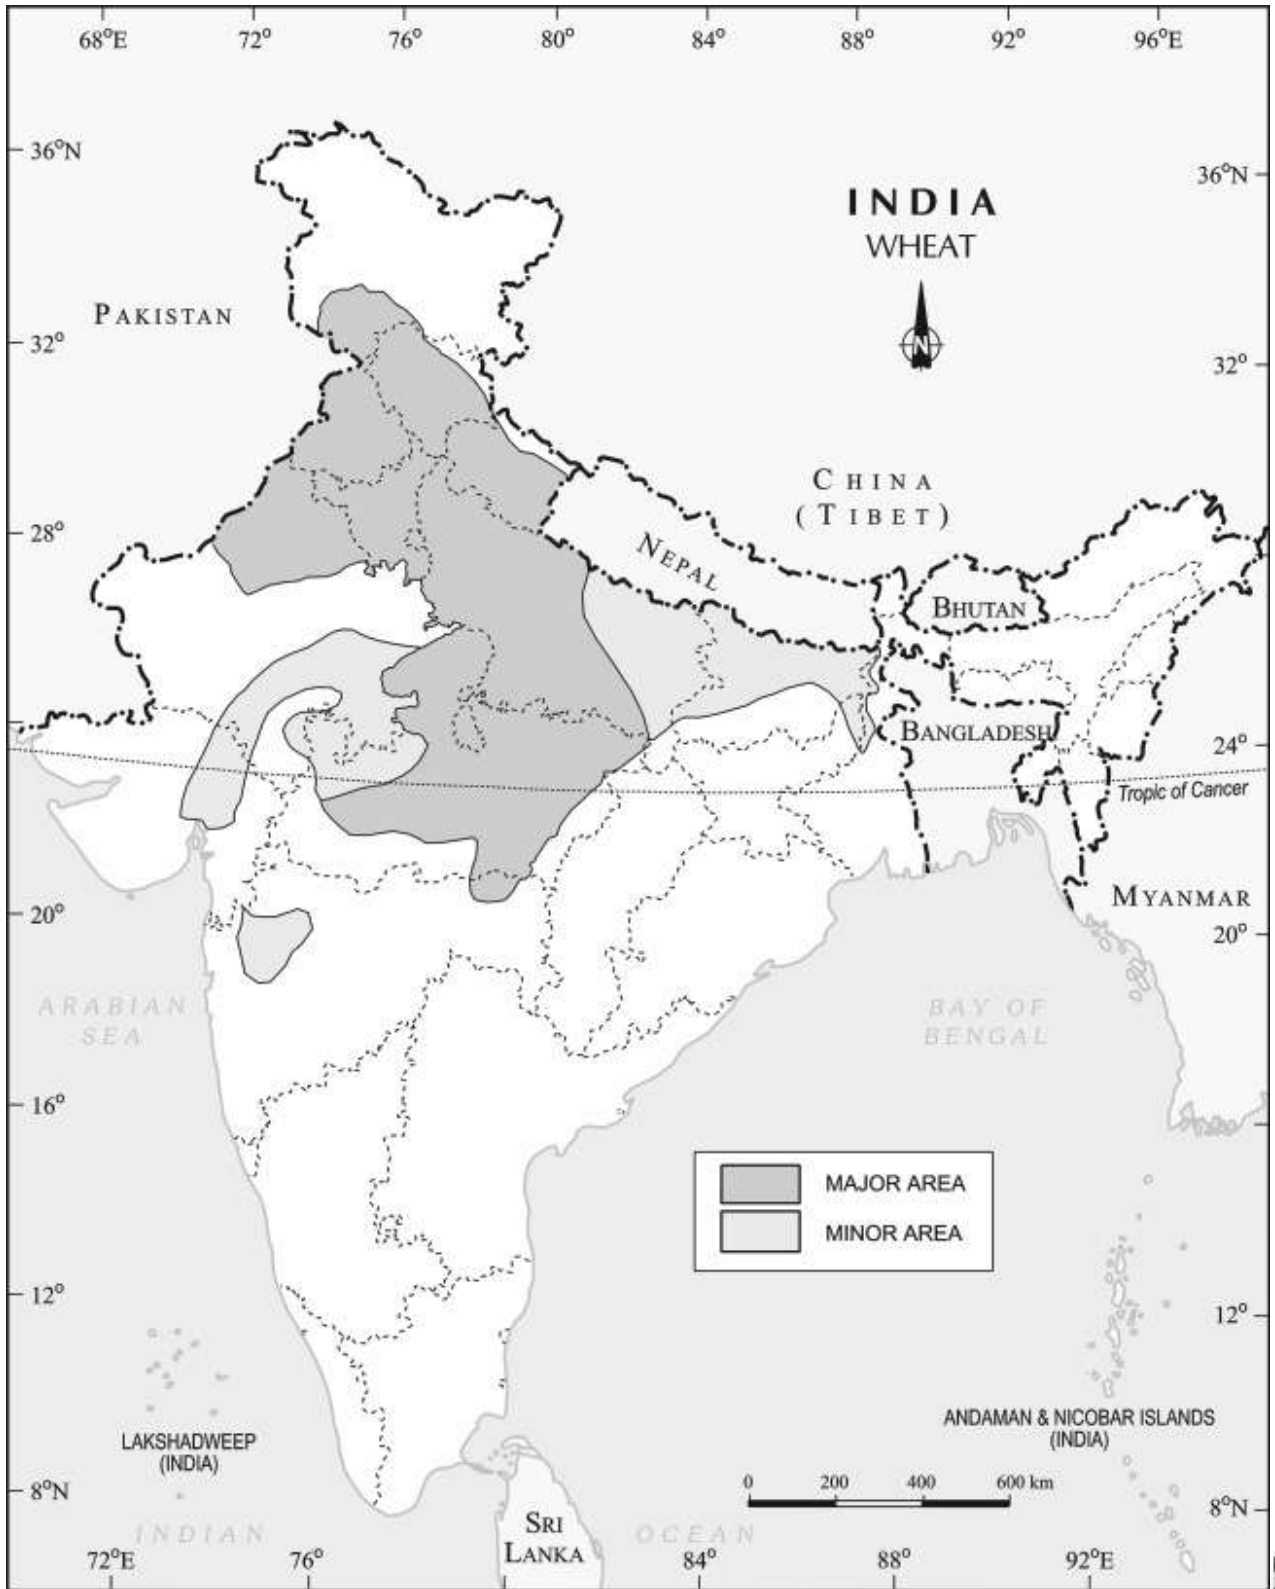 68°E 72° 76° 80° 84° 88° 92° 96°E
36°N
36°N
INDIA
WHEAT
N
PAKISTAN
32°
32°
CHINA
(TIBET)
28°
NEPAL
BHUTAN
BANGLADESH
24°
Tropic of Cancer
MYANMAR
20°
20°
ARABIAN
SEA
BAY OF
BENGAL
16°
MAJOR AREA
MINOR AREA
12°
12°
LAKSHADWEEP
(INDIA)
ANDAMAN & NICOBAR ISLANDS
(INDIA)
0 200 400 600 km
8°N
8°N
INDIAN
OCEAN
SRI
LANKA
72°E 76° 84° 88° 92°E